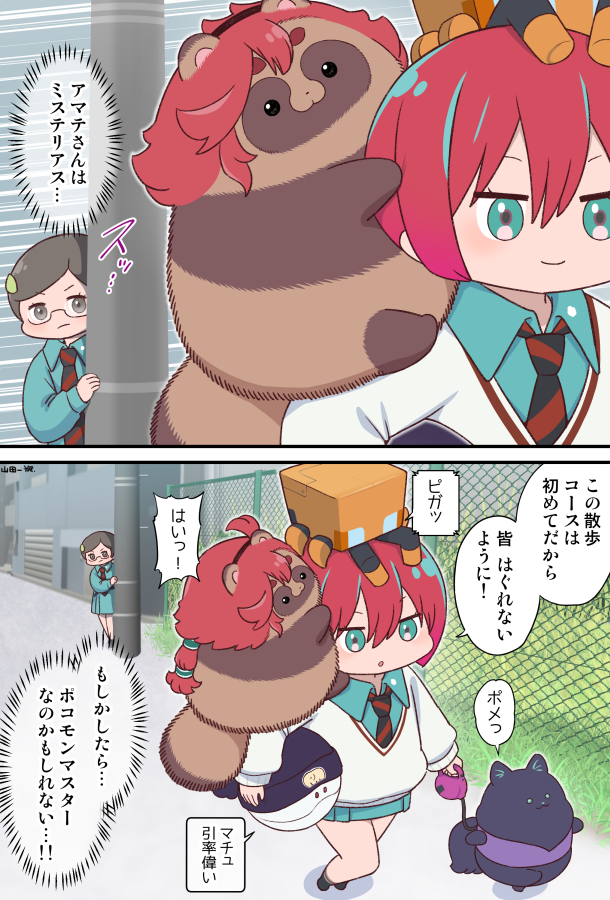 アマテさんは
ミステリアス…
スッ…
山田一
この散歩
コースは
初めてだから
皆 はぐれない
ように!
ピガッ
はいっ!
ポメっ
もしかしたら…
ポコモンマスター
なのかもしれない…!!
マチュ
引率偉い